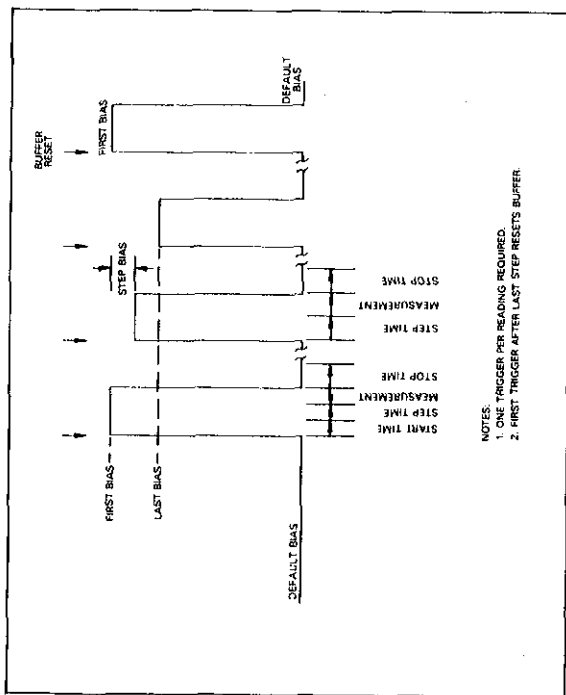 BUFFER
RESET
FIRST BIAS
DEFAULT
BIAS
STEP BIAS
FIRST BIAS
LAST BIAS
DEFAULT BIAS
START TIME
STEP TIME
MEASUREMENT
STOP TIME
STEP TIME
MEASUREMENT
STOP TIME
NOTES:
1. ONE TRIGGER PER READING REQUIRED.
2. FIRST TRIGGER AFTER LAST STEP RESETS BUFFER.